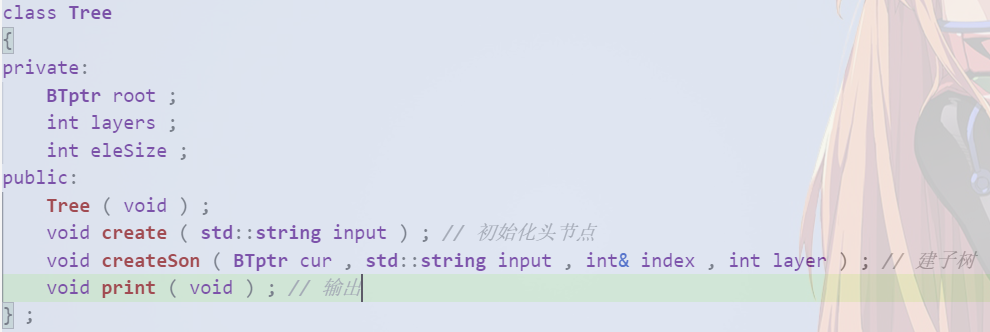 class Tree
{
private:
    BTptr root ;
    int layers ;
    int eleSize ;
public:
    Tree ( void ) ;
    void create ( std::string input ) ; // 初始化头节点
    void createSon ( BTptr cur , std::string input , int& index , int layer ) ; // 建子树
    void print ( void ) ; // 输出
} ;